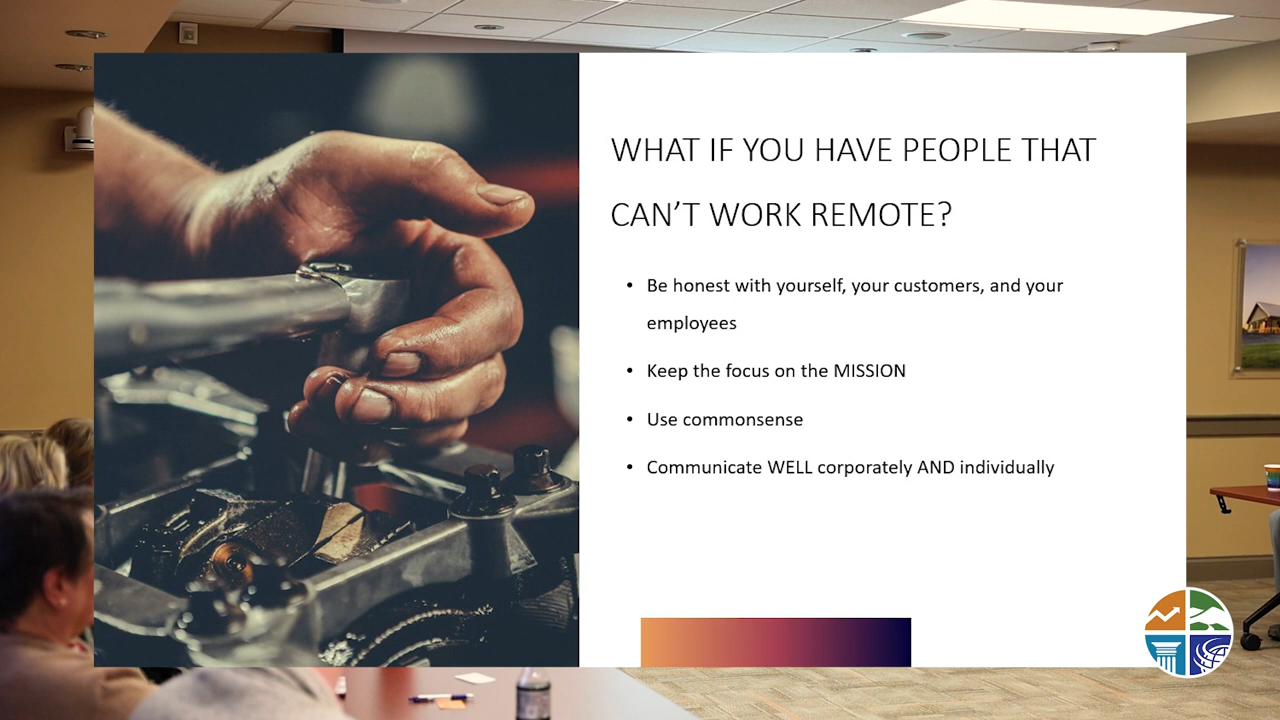 WHAT IF YOU HAVE PEOPLE THAT
CAN'T WORK REMOTE?
• Be honest with yourself, your customers, and your
employees
• Keep the focus on the MISSION
• Use commonsense
• Communicate WELL corporately AND individually